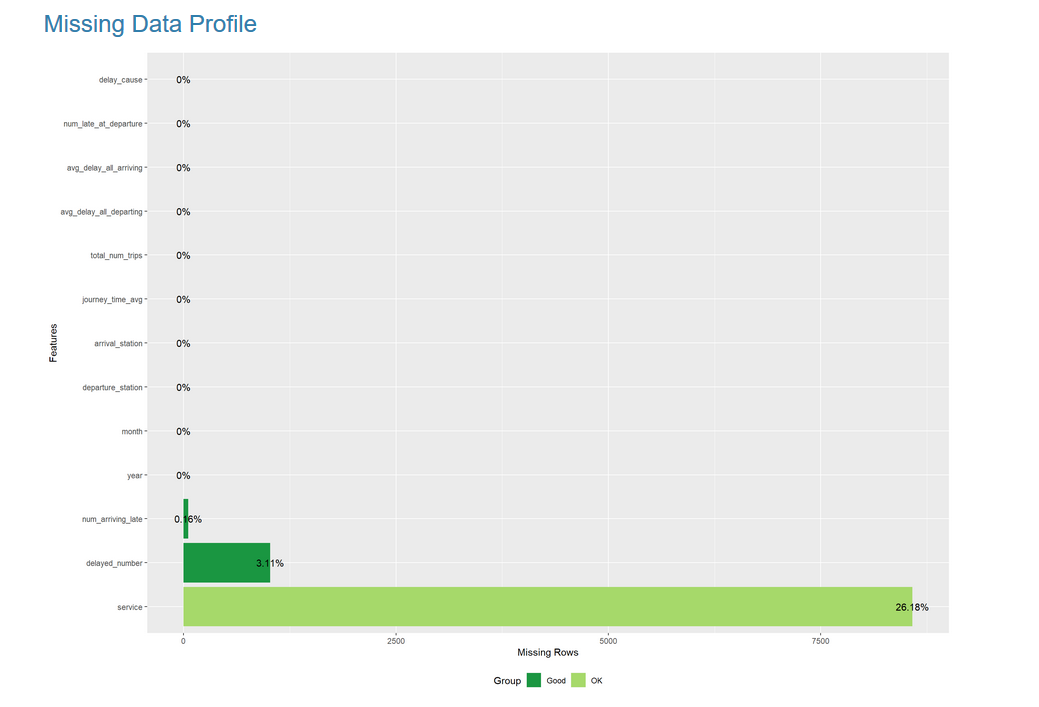 Missing Data Profile
delay_cause
0%
num_late_at_departure
0%
avg_delay_all_arriving
0%
avg_delay_all_departing
0%
total_num_trips
0%
journey_time_avg
0%
arrival_station
0%
departure_station
0%
month
0%
year
0%
num_arriving_late
0.16%
delayed_number
3.11%
service
26.18%
Features
0 2500 5000 7500
Missing Rows
Group Good OK